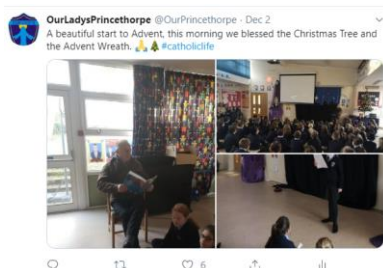 OurLadysPrincethorpe @OurPrincethorpe · Dec 2
A beautiful start to Advent, this morning we blessed the Christmas Tree and
the Advent Wreath. 🙏🌲 #catholiclife
6